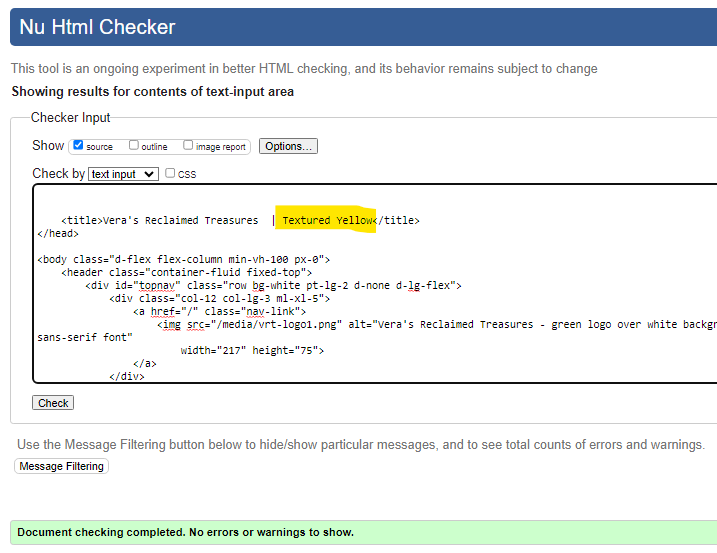 Nu Html Checker
This tool is an ongoing experiment in better HTML checking, and its behavior remains subject to change
Showing results for contents of text-input area
Checker Input
Show source outline image report Options...
Check by text input css
<title>Vera's Reclaimed Treasures | Textured Yellow</title>
</head>
<body class="d-flex flex-column min-vh-100 px-0">
<header class="container-fluid fixed-top">
<div id="topnav" class="row bg-white pt-lg-2 d-none d-lg-flex">
<div class="col-12 col-lg-3 ml-xl-5">
<a href="/" class="nav-link">
<img src="/media/vrt-logo1.png" alt="Vera's Reclaimed Treasures - green logo over white backgr
sans-serif font"
width="217" height="75">
</a>
</div>
Check
Use the Message Filtering button below to hide/show particular messages, and to see total counts of errors and warnings.
Message Filtering
Document checking completed. No errors or warnings to show.